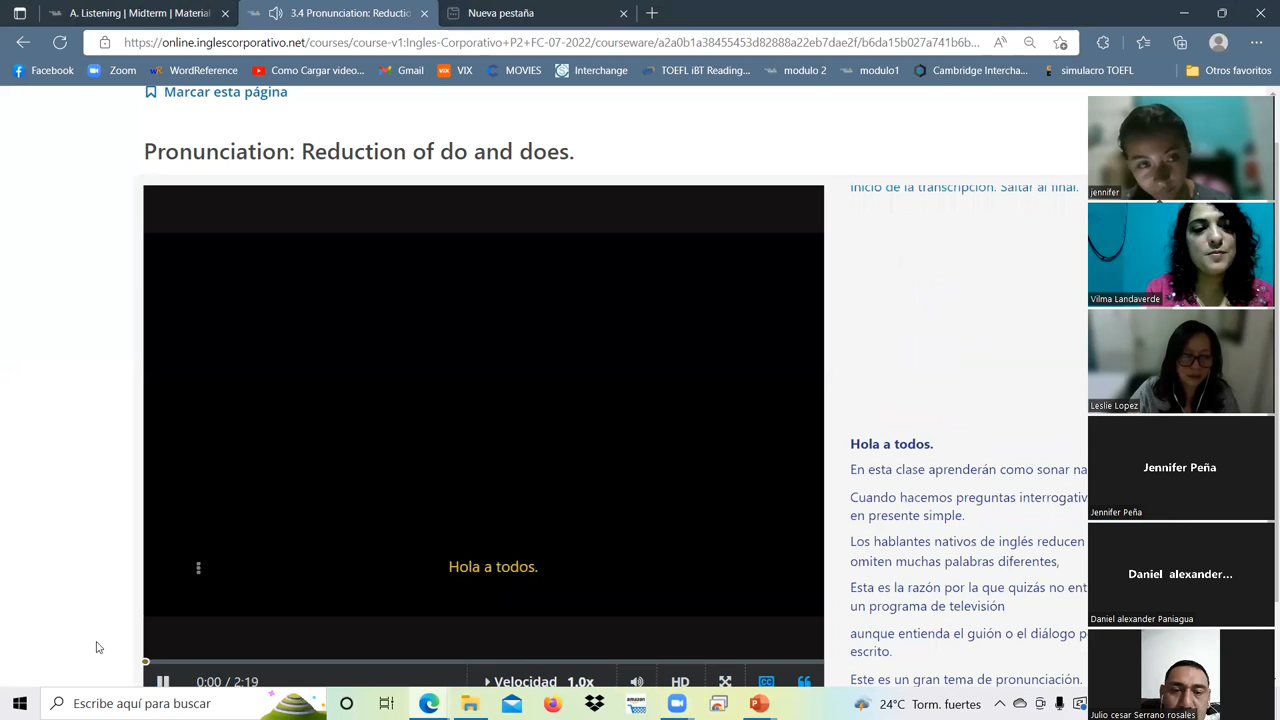 A. Listening | Midterm | Material
3.4 Pronunciation: Reductio
Nueva pestaña
https://online.inglescorporativo.net/courses/course-v1:Ingles-Corporativo+P2+FC-07-2022/courseware/a2a0b1a38455453d82888a22eb7dae2f/b6da15b027a741b6b...
Facebook
Zoom
WordReference
Como Cargar video...
Gmail
VIX
MOVIES
Interchange
TOEFL iBT Reading...
modulo 2
modulo1
Cambridge Intercha...
simulacro TOEFL
Otros favoritos
Marcar esta página
Pronunciation: Reduction of do and does.
Inicio de la transcripción. Saltar al final.
Hola a todos.
En esta clase aprenderán como sonar na
Cuando hacemos preguntas interrogativ
en presente simple.
Los hablantes nativos de inglés reducen
omiten muchas palabras diferentes,
Esta es la razón por la que quizás no ent
un programa de televisión
aunque entienda el guión o el diálogo p
escrito.
Este es un gran tema de pronunciación.
Hola a todos.
0:00 / 2:19
Velocidad 1.0x
HD
jennifer
Vilma Landaverde
Leslie Lopez
Jennifer Peña
Jennifer Peña
Daniel alexander...
Daniel alexander Paniagua
Julio cesar Serrano rosales
Escribe aquí para buscar
amazon
24°C Torm. fuertes